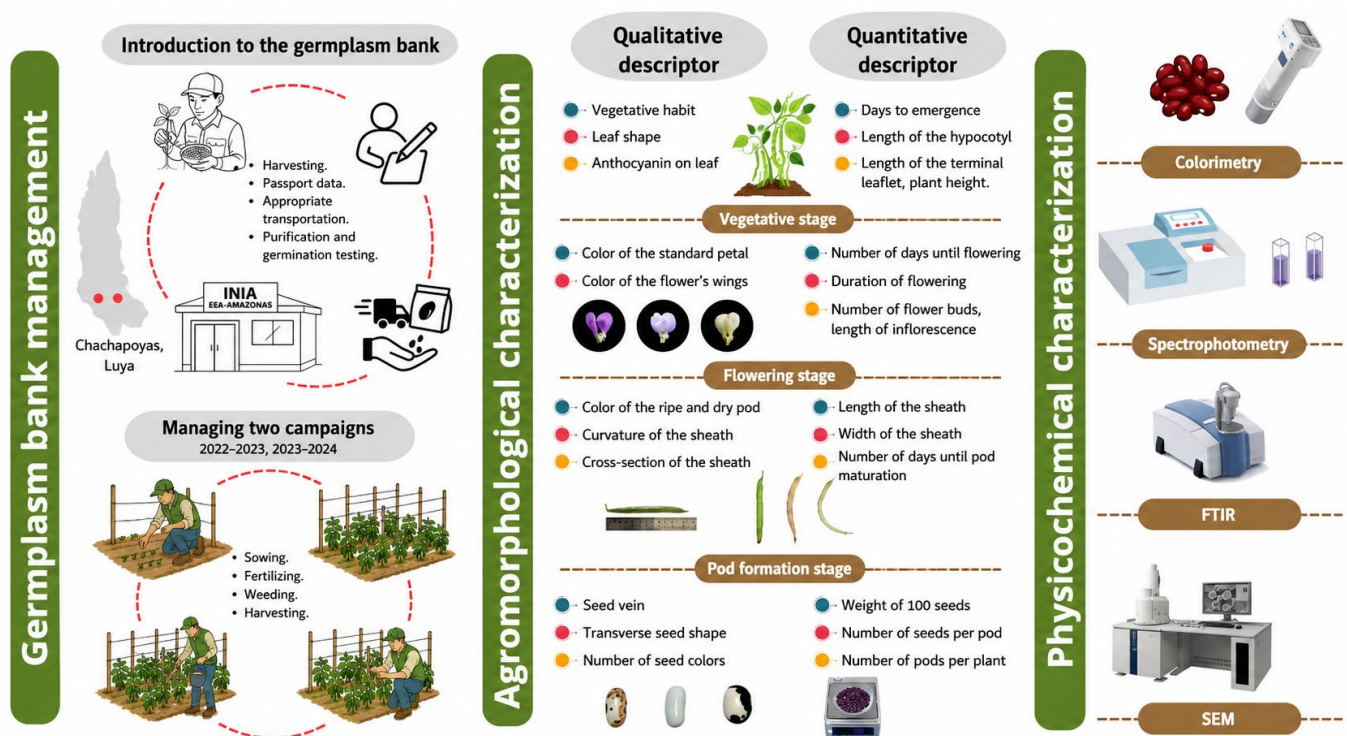 Germplasm bank management
Introduction to the germplasm bank
• Harvesting.
• Passport data.
• Appropriate
transportation.
• Purification and
germination testing.
INIA
EEA-AMAZONAS
Chachapoyas,
Luya
Managing two campaigns
2022–2023, 2023–2024
• Sowing.
• Fertilizing.
• Weeding.
• Harvesting.
Agromorphological characterization
Qualitative
descriptor
Vegetative habit
Leaf shape
Anthocyanin on leaf
Quantitative
descriptor
Days to emergence
Length of the hypocotyl
Length of the terminal
leaflet, plant height.
Vegetative stage
Color of the standard petal
Color of the flower's wings
Number of days until flowering
Duration of flowering
Number of flower buds,
length of inflorescence
Flowering stage
Color of the ripe and dry pod
Curvature of the sheath
Cross-section of the sheath
Length of the sheath
Width of the sheath
Number of days until pod
maturation
Pod formation stage
Seed vein
Transverse seed shape
Number of seed colors
Weight of 100 seeds
Number of seeds per pod
Number of pods per plant
Physicochemical characterization
Colorimetry
Spectrophotometry
FTIR
SEM